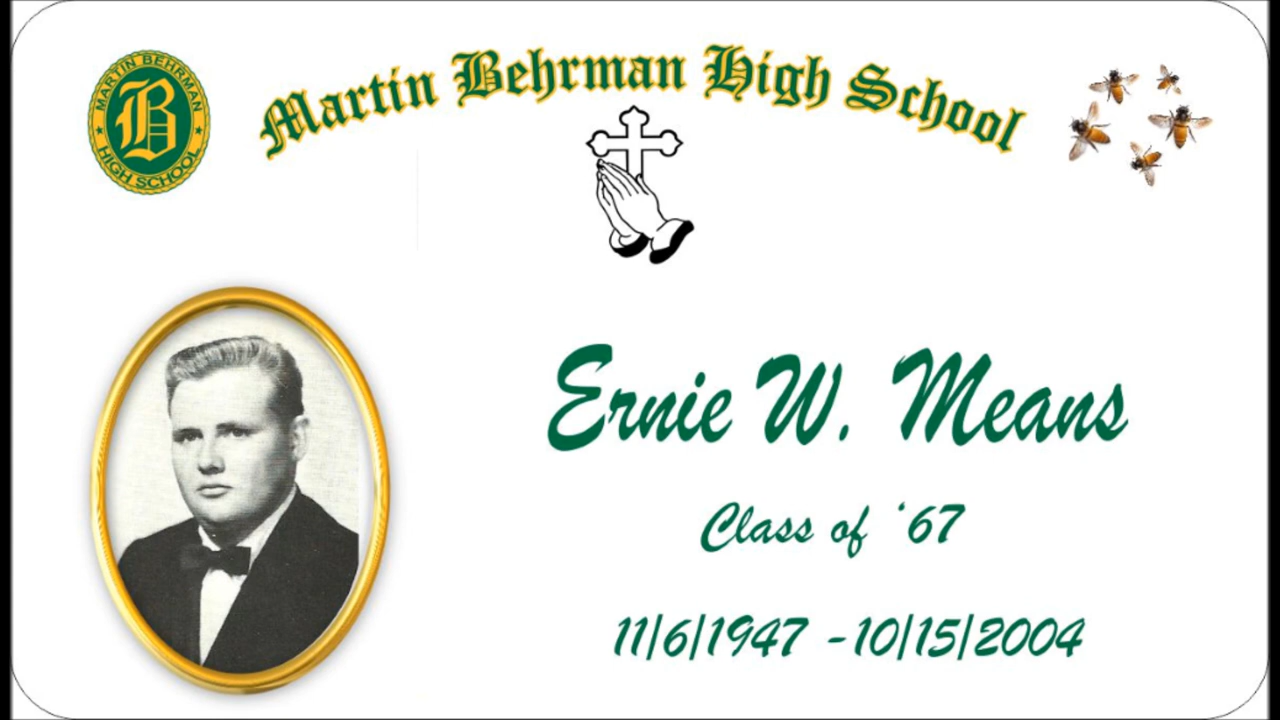 MARTIN BEHRMAN
B
HIGH SCHOOL
Martin Behrman High School
Ernie W. Means
Class of ‘67
11/6/1947 - 10/15/2004